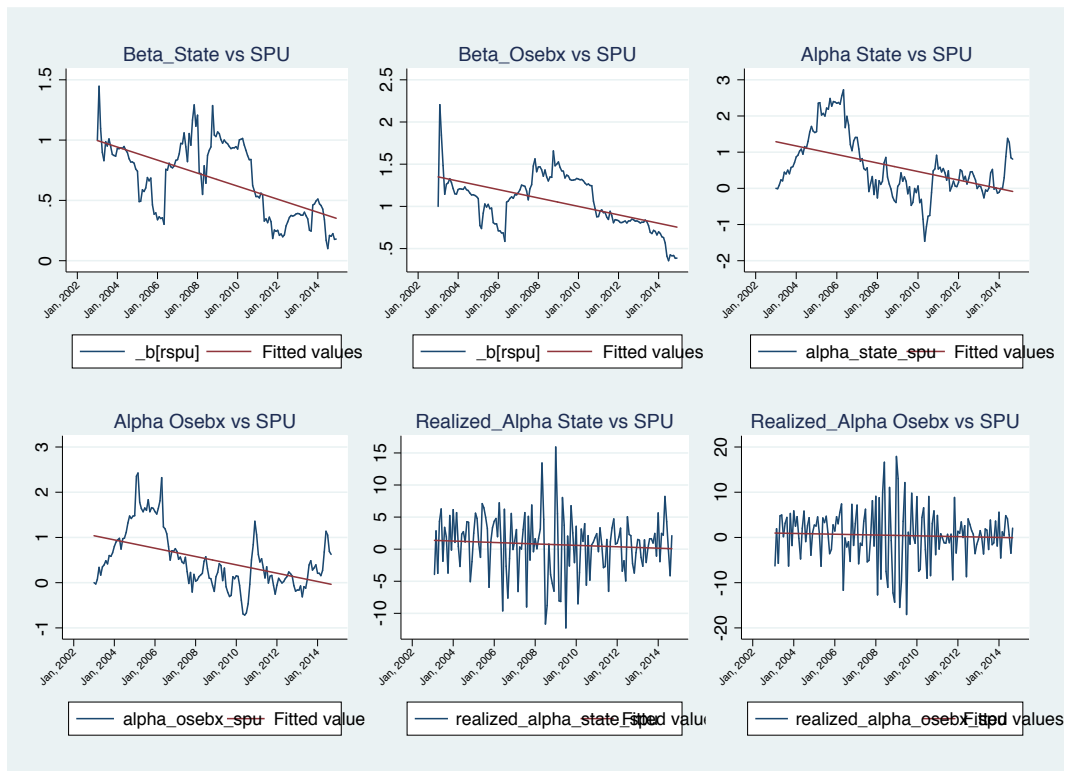 Beta_State vs SPU
0 .5 1 1.5
Jan, 2002 Jan, 2004 Jan, 2006 Jan, 2008 Jan, 2010 Jan, 2012 Jan, 2014
_b[rspu] Fitted values
Beta_Osebx vs SPU
.5 1 1.5 2 2.5
Jan, 2002 Jan, 2004 Jan, 2006 Jan, 2008 Jan, 2010 Jan, 2012 Jan, 2014
_b[rspu] Fitted values
Alpha State vs SPU
-2 -1 0 1 2 3
Jan, 2002 Jan, 2004 Jan, 2006 Jan, 2008 Jan, 2010 Jan, 2012 Jan, 2014
alpha_state_spu Fitted values
Alpha Osebx vs SPU
-1 0 1 2 3
Jan, 2002 Jan, 2004 Jan, 2006 Jan, 2008 Jan, 2010 Jan, 2012 Jan, 2014
alpha_osebx_spu Fitted value
Realized_Alpha State vs SPU
-10 -5 0 5 10 15
Jan, 2002 Jan, 2004 Jan, 2006 Jan, 2008 Jan, 2010 Jan, 2012 Jan, 2014
realized_alpha_state_spu Fitted valu
Realized_Alpha Osebx vs SPU
-20 -10 0 10 20
Jan, 2002 Jan, 2004 Jan, 2006 Jan, 2008 Jan, 2010 Jan, 2012 Jan, 2014
realized_alpha_osebx_spu Fitted values